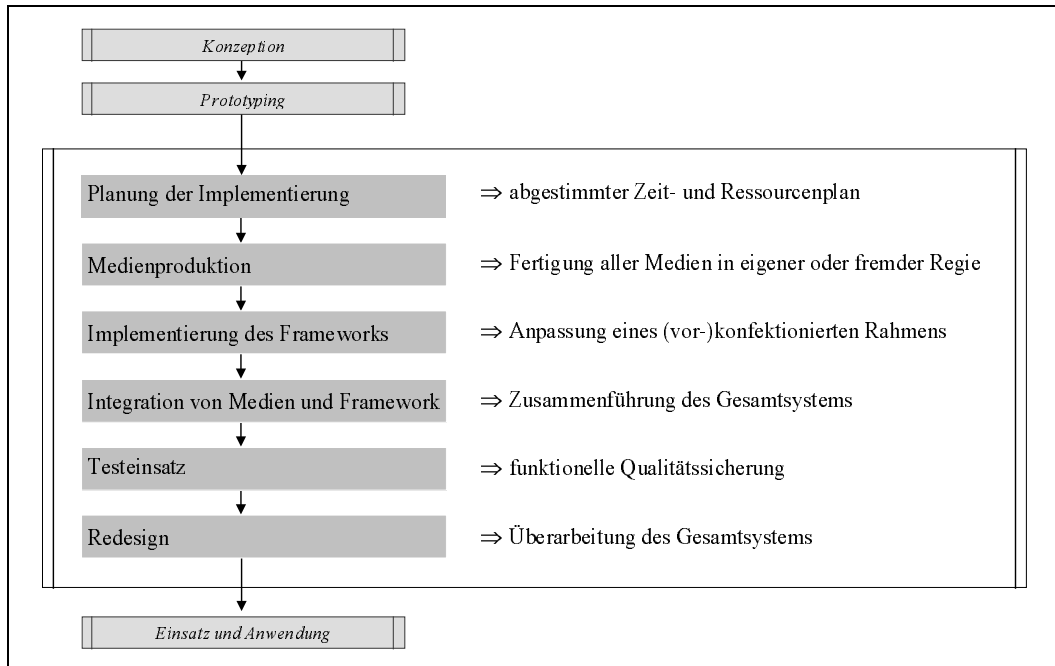 Konzeption
Prototyping
Planung der Implementierung ⇒ abgestimmter Zeit- und Ressourcenplan
Medienproduktion ⇒ Fertigung aller Medien in eigener oder fremder Regie
Implementierung des Frameworks ⇒ Anpassung eines (vor-)konfektionierten Rahmens
Integration von Medien und Framework ⇒ Zusammenführung des Gesamtsystems
Testeinsatz ⇒ funktionelle Qualitätssicherung
Redesign ⇒ Überarbeitung des Gesamtsystems
Einsatz und Anwendung